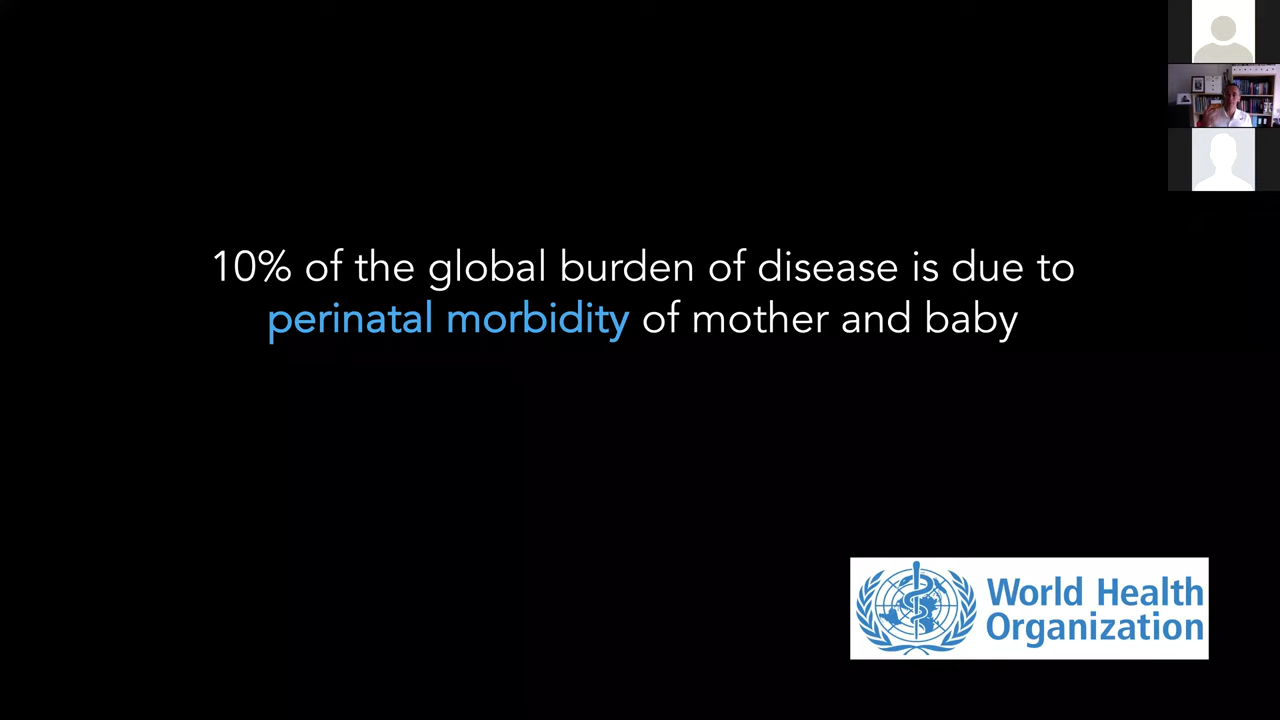 10% of the global burden of disease is due to
perinatal morbidity of mother and baby
World Health
Organization